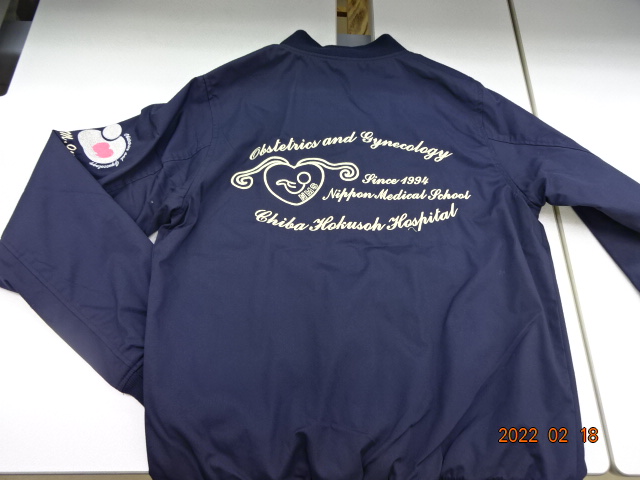 Obstetrics and Gynecology
Since 1994
Nippon Medical School
Chiba Hokusoh Hospital
2022 02 18